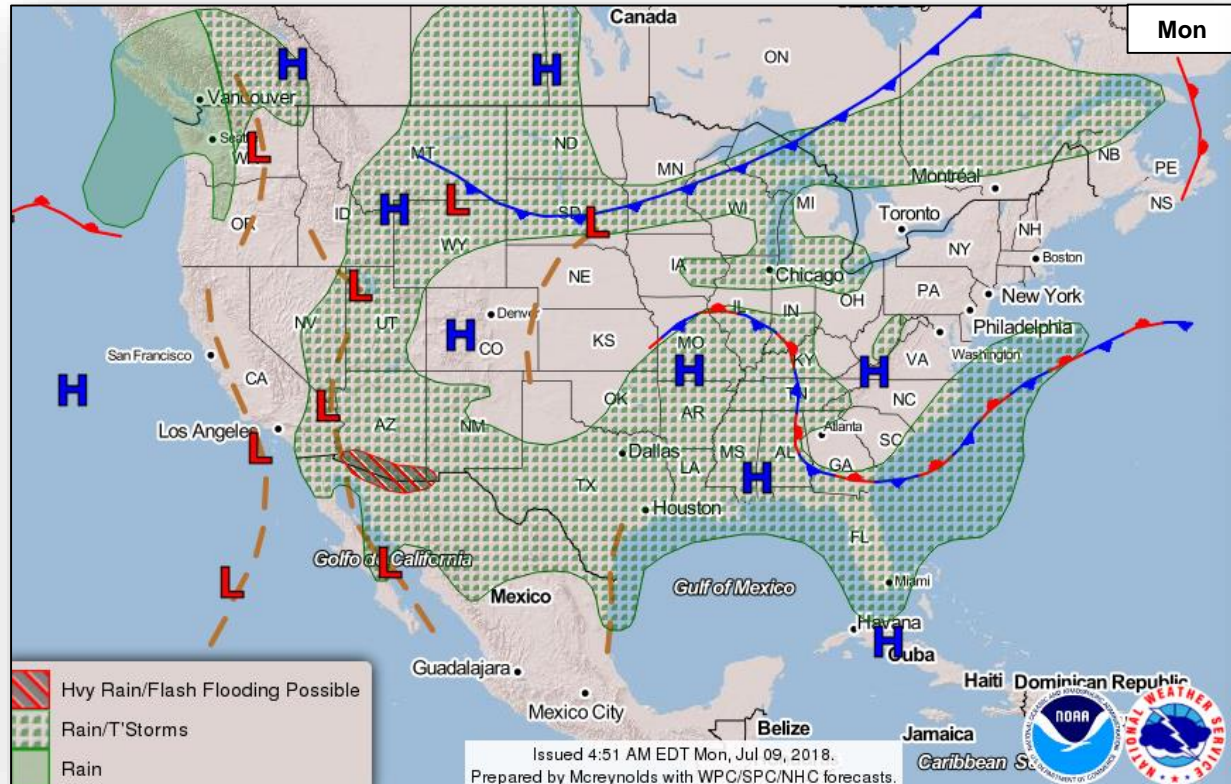 Canada
Mon
ON
H
H
Vancouver
Seatt
L
W
MT
ND
MN
Montréal
NB
PE
NS
OR
ID
H
L
SD
L
WI
MI
Toronto
NH
WY
NY
Boston
IA
Chicago
NE
L
PA
New York
OH
NV
UT
H
Denver
CO
KS
IL
IN
Philadelphia
San Francisco
MO
H
KY
H
VA
Washington
CA
H
L
OK
TN
NC
Los Angeles
AZ
NM
AR
Atlanta
SC
L
Dallas
LA
MS
AL
GA
H
TX
Houston
Golfo de California
L
FL
L
Mexico
Gulf of Mexico
Miami
Havana
H
Cuba
Guadalajara
Haiti
Dominican Republic
Hvy Rain/Flash Flooding Possible
Mexico City
Rain/T'Storms
Belize
Jamaica
Rain
Issued 4:51 AM EDT Mon, Jul 09, 2018.
Prepared by Mcreynolds with WPC/SPC/NHC forecasts.
Caribbean S
NOAA
NATIONAL WEATHER SERVICE